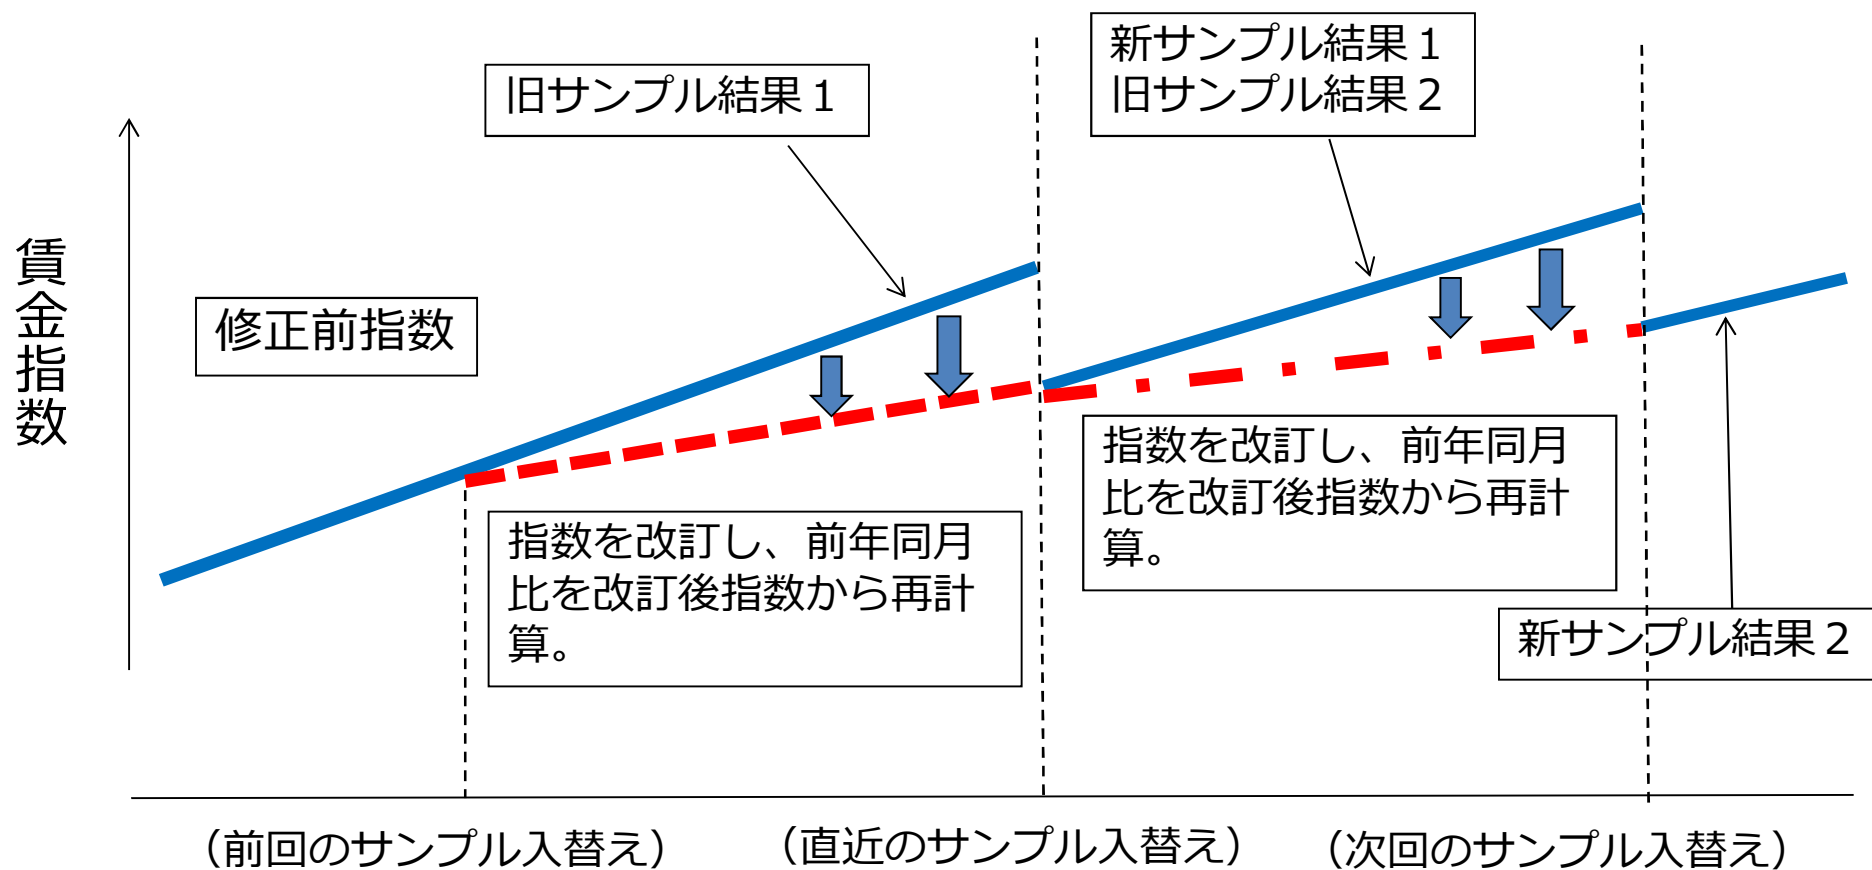 新サンプル結果１
旧サンプル結果２
旧サンプル結果１
賃金指数
修正前指数
指数を改訂し、前年同月
比を改訂後指数から再計
算。
指数を改訂し、前年同月
比を改訂後指数から再計
算。
新サンプル結果２
（前回のサンプル入替え）
（直近のサンプル入替え）
（次回のサンプル入替え）